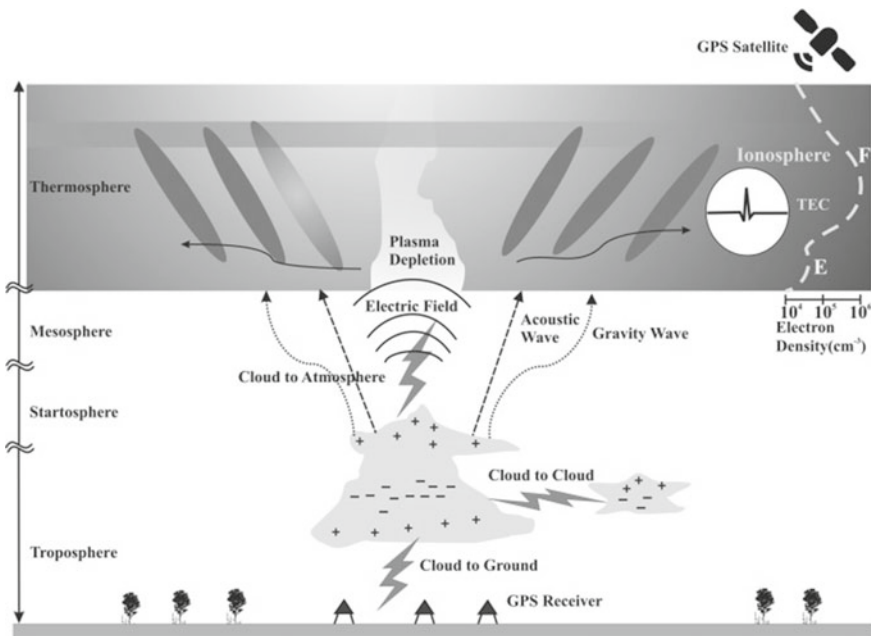 GPS Satellite
Ionosphere
F
Thermosphere
TEC
Plasma
Depletion
E
Electric Field
10⁴ 10⁵ 10⁶
Electron
Density(cm⁻³)
Mesosphere
Acoustic
Wave
Gravity Wave
Cloud to Atmosphere
Startosphere
Cloud to Cloud
Troposphere
Cloud to Ground
GPS Receiver